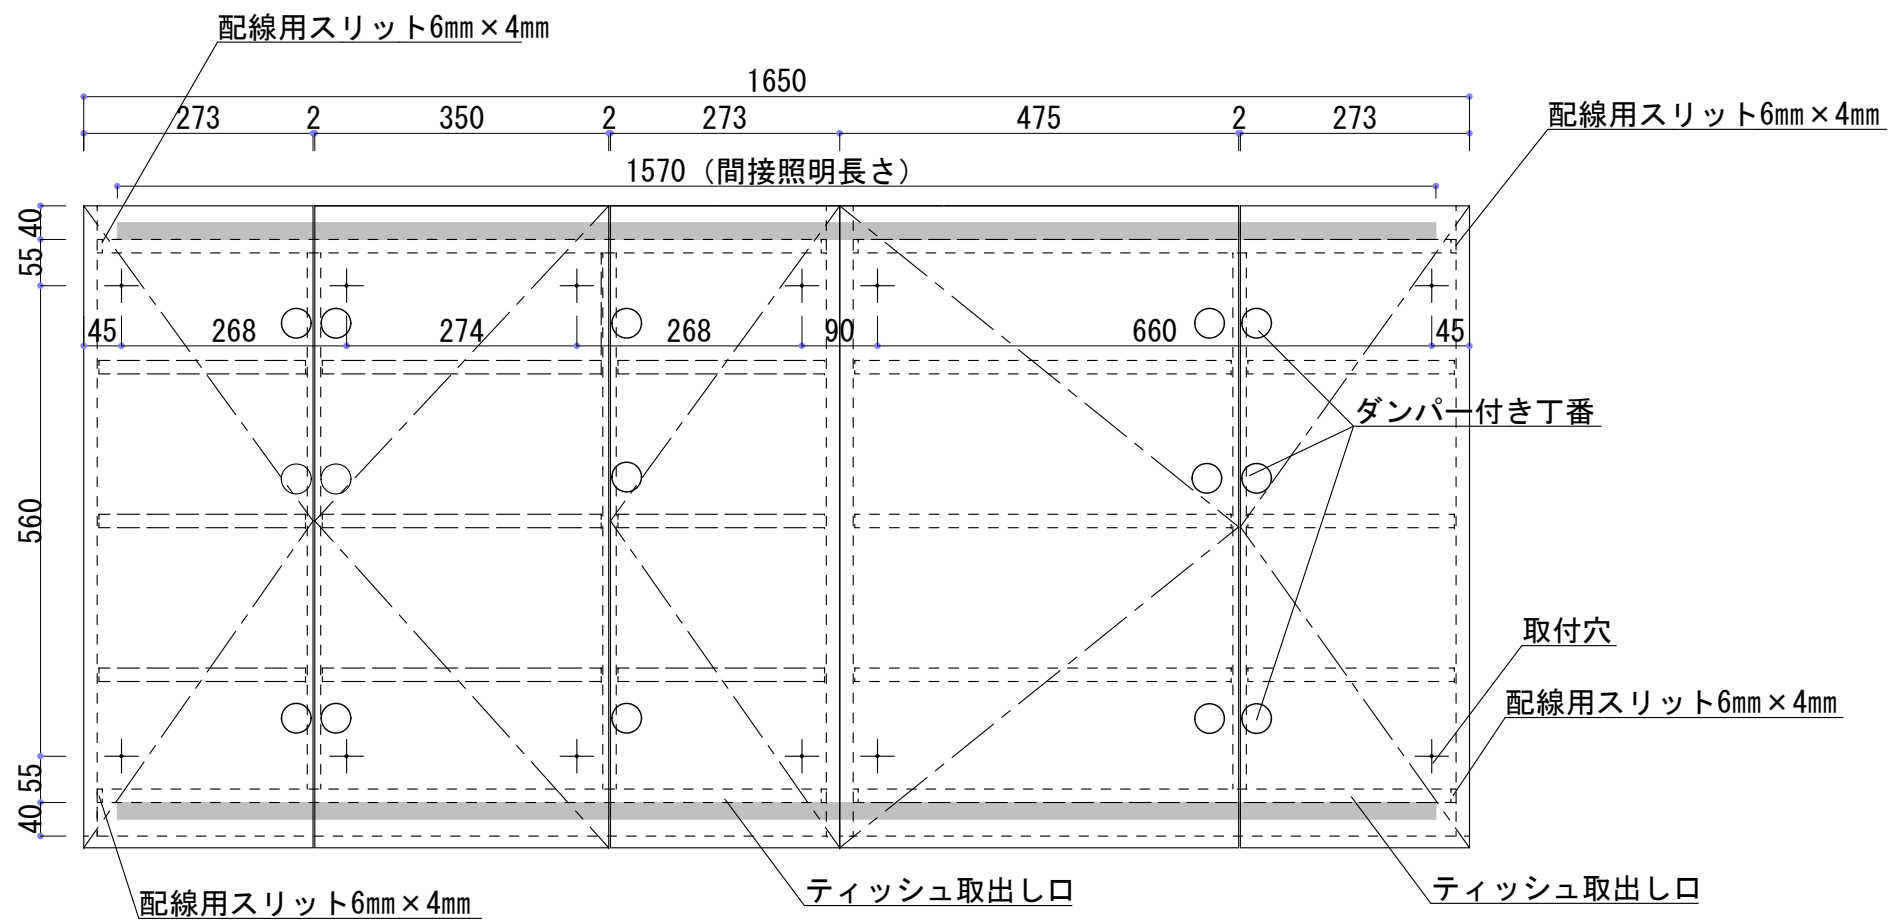 配線用スリット6mm×4mm
1650
273 2 350 2 273 475 2 273
配線用スリット6mm×4mm
1570（間接照明長さ）
40
55
45 268 274 268 90 660 45
ダンパー付き丁番
560
取付穴
配線用スリット6mm×4mm
55
40
ティッシュ取出し口
ティッシュ取出し口
配線用スリット6mm×4mm